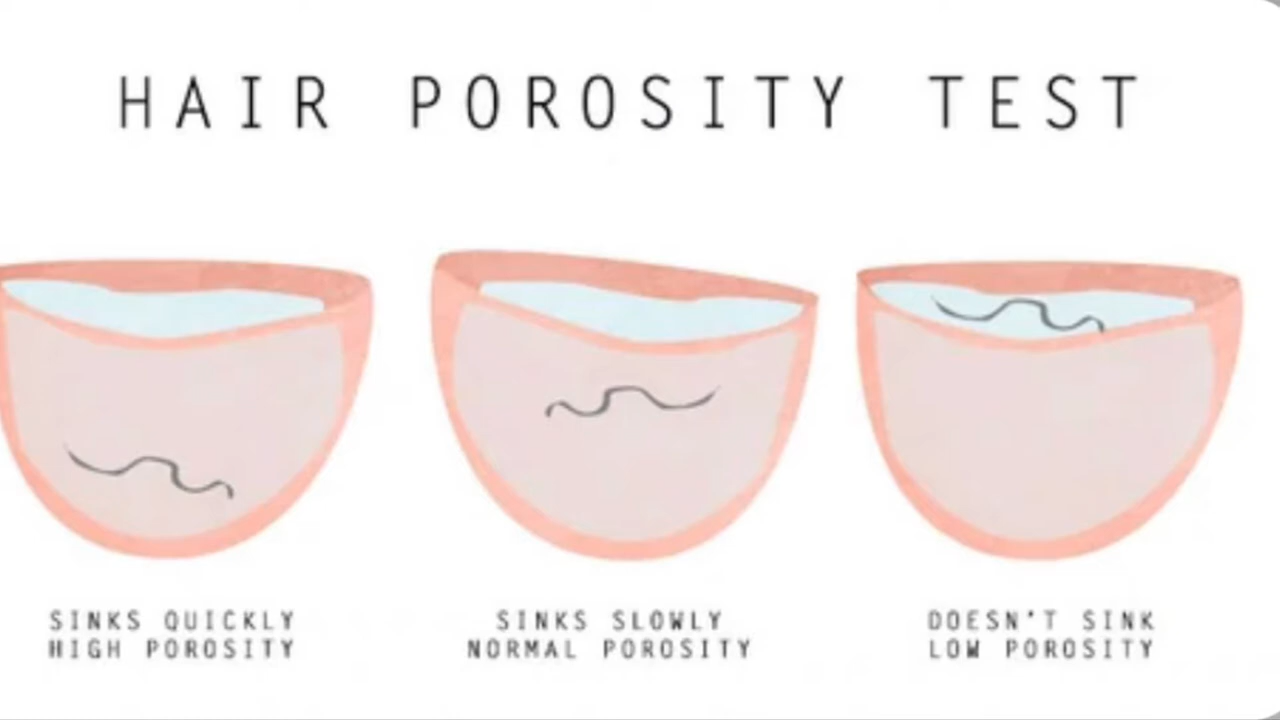 HAIR POROSITY TEST
SINKS QUICKLY
HIGH POROSITY
SINKS SLOWLY
NORMAL POROSITY
DOESN'T SINK
LOW POROSITY